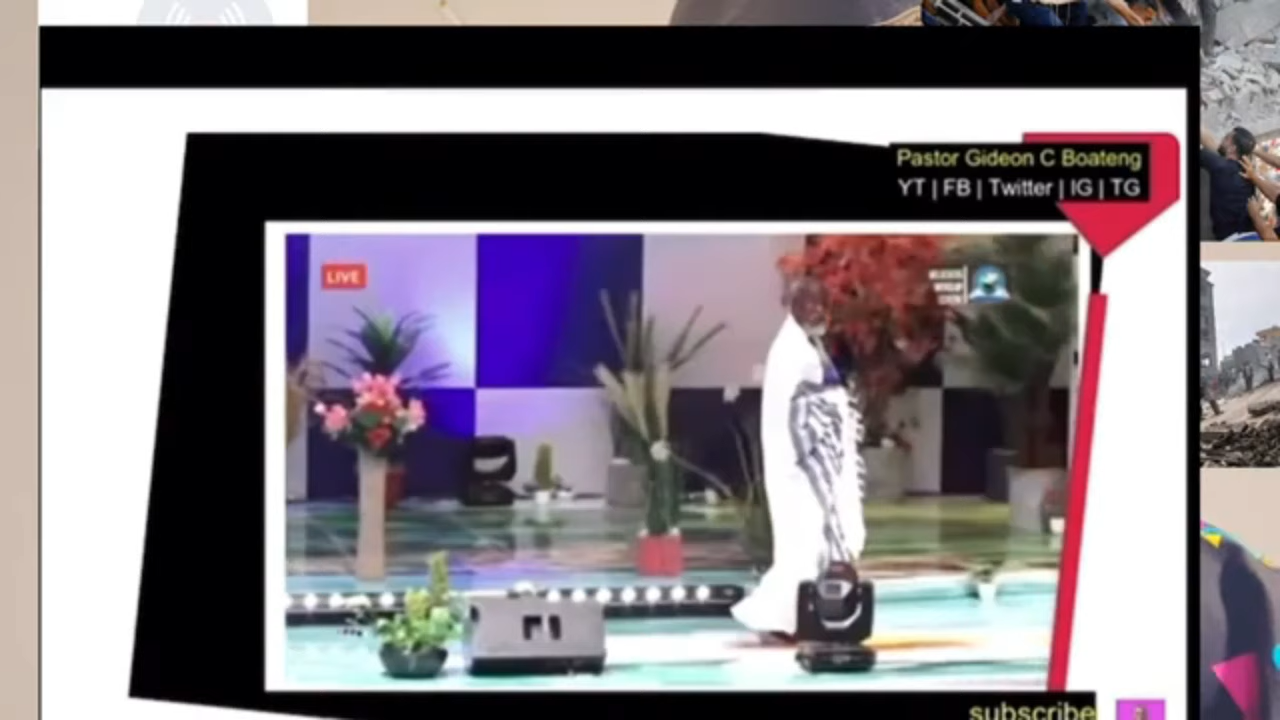 Pastor Gideon C Boateng
YT | FB | Twitter | IG | TG
LIVE
subscribe